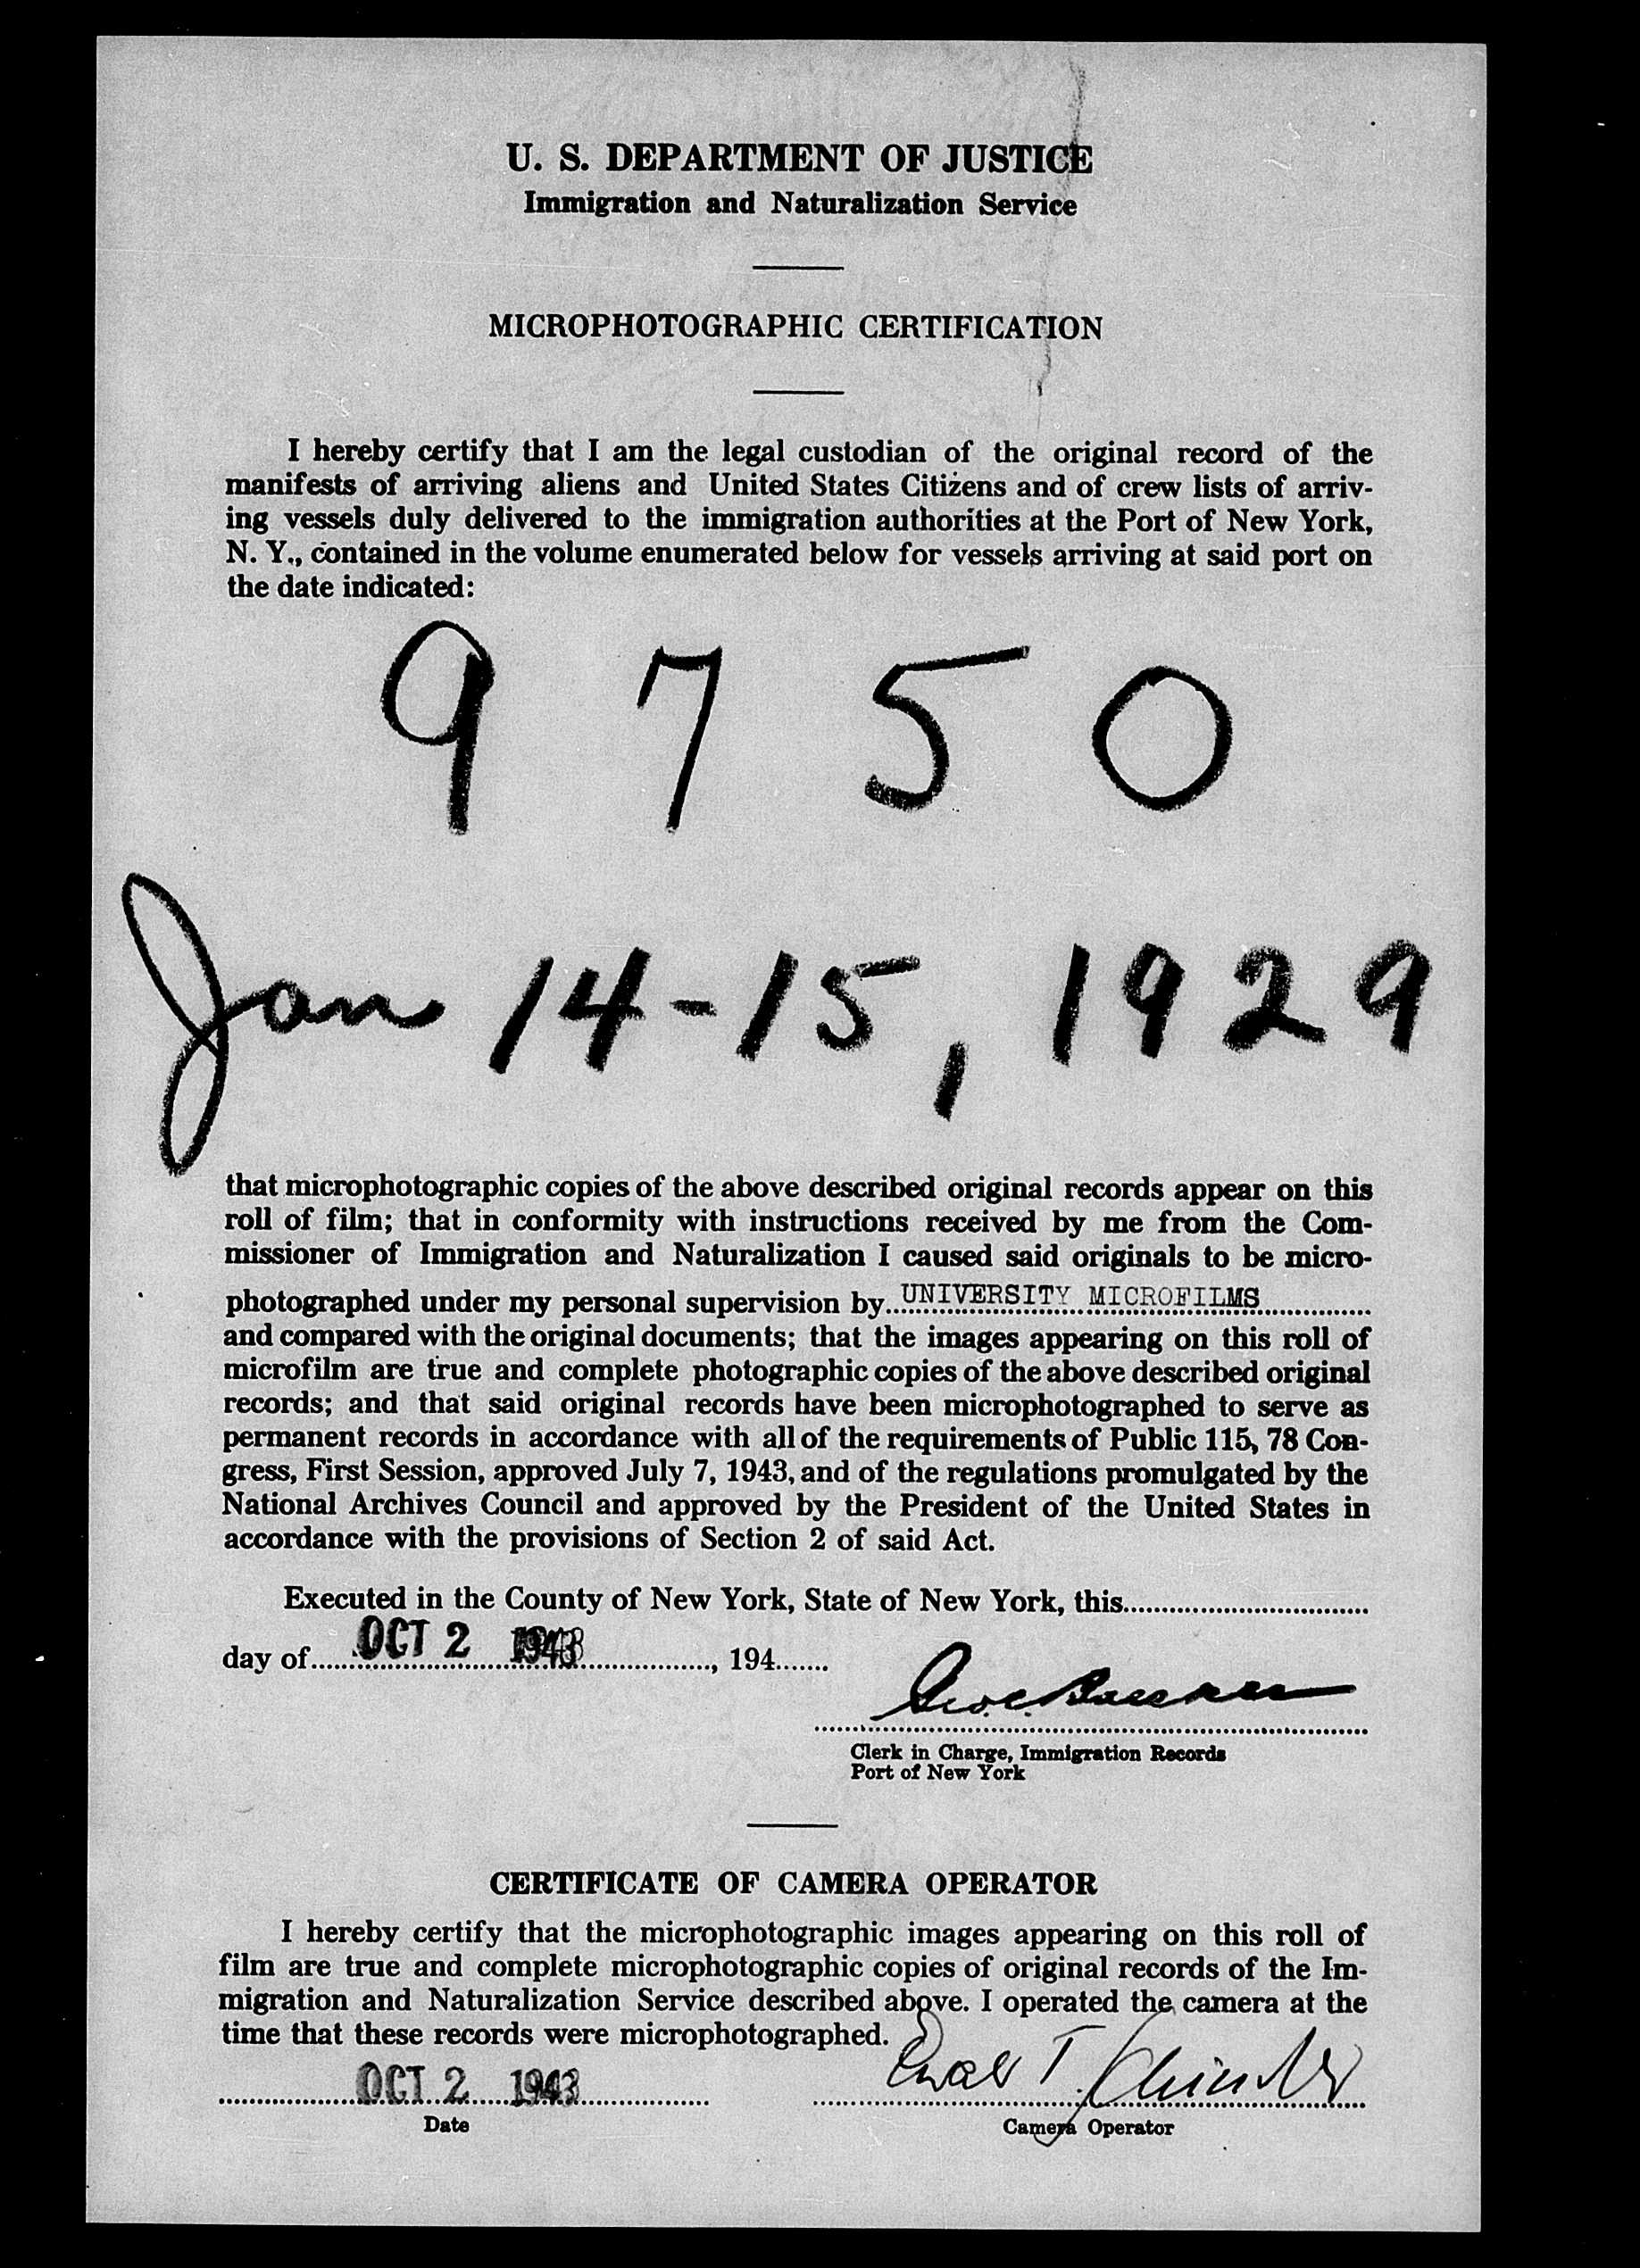 U. S. DEPARTMENT OF JUSTICE
Immigration and Naturalization Service
MICROPHOTOGRAPHIC CERTIFICATION
I hereby certify that I am the legal custodian of the original record of the
manifests of arriving aliens and United States Citizens and of crew lists of arriv-
ing vessels duly delivered to the immigration authorities at the Port of New York,
N. Y., contained in the volume enumerated below for vessels arriving at said port on
the date indicated:
9 7 5 0
Jan 14-15, 1929
that microphotographic copies of the above described original records appear on this
roll of film; that in conformity with instructions received by me from the Com-
missioner of Immigration and Naturalization I caused said originals to be micro-
photographed under my personal supervision by UNIVERSITY MICROFILMS
and compared with the original documents; that the images appearing on this roll of
microfilm are true and complete photographic copies of the above described original
records; and that said original records have been microphotographed to serve as
permanent records in accordance with all of the requirements of Public 115, 78 Con-
gress, First Session, approved July 7, 1943, and of the regulations promulgated by the
National Archives Council and approved by the President of the United States in
accordance with the provisions of Section 2 of said Act.
Executed in the County of New York, State of New York, this
day of OCT 2 1943, 194
Clerk in Charge, Immigration Records
Port of New York
CERTIFICATE OF CAMERA OPERATOR
I hereby certify that the microphotographic images appearing on this roll of
film are true and complete microphotographic copies of original records of the Im-
migration and Naturalization Service described above. I operated the camera at the
time that these records were microphotographed.
OCT 2 1943
Date
Camera Operator